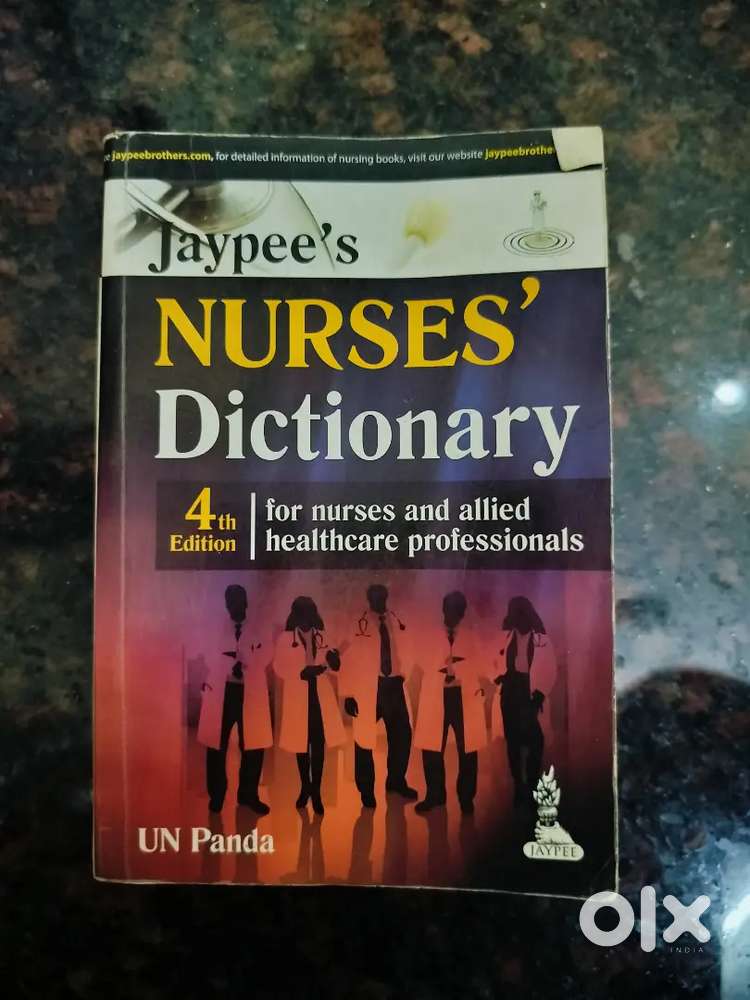 jaypeebrothers.com, for detailed information of nursing books, visit our website jaypeebrothe
Jaypee's
NURSES'
Dictionary
4th Edition
for nurses and allied
healthcare professionals
UN Panda
JAYPEE
olx
INDIA